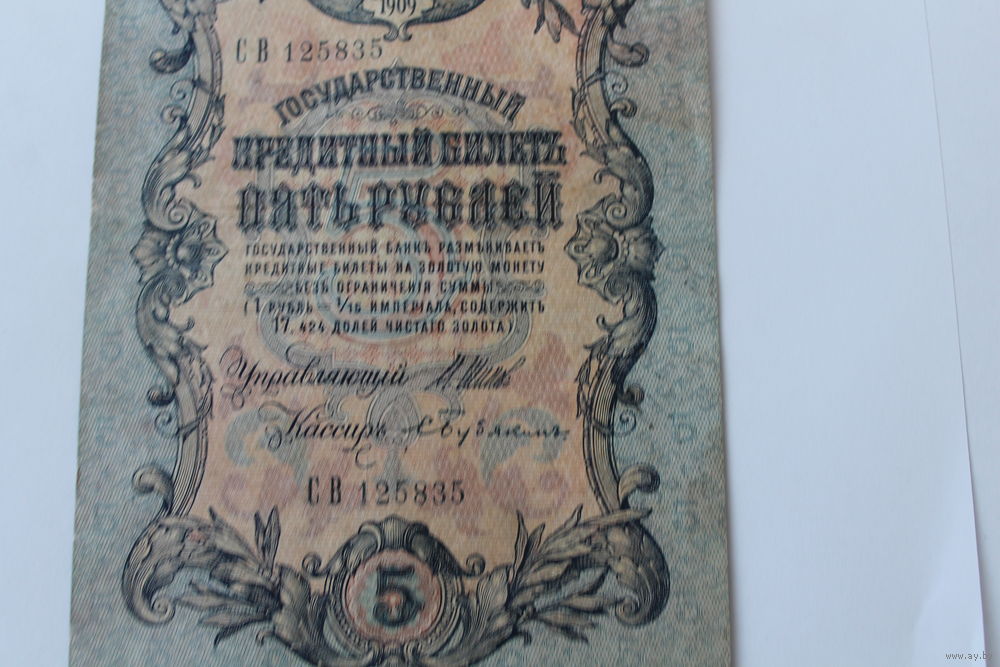 1909
СВ 125835
ГОСУДАРСТВЕННЫЙ
КРЕДИТНЫЙ БИЛЕТЪ
ПЯТЬ РУБЛЕЙ
ГОСУДАРСТВЕННЫЙ БАНКЪ РАЗМѢНИВАЕТЪ
КРЕДИТНЫЕ БИЛЕТЫ НА ЗОЛОТУЮ МОНЕТУ
БЕЗЪ ОГРАНИЧЕНІЯ СУММЫ
(1 РУБЛЬ = 1/15 ИМПЕРІАЛА, СОДЕРЖИТЪ
17,424 ДОЛЕЙ ЧИСТАГО ЗОЛОТА)
Управляющій
Кассиръ
СВ 125835
5
www.ay.by